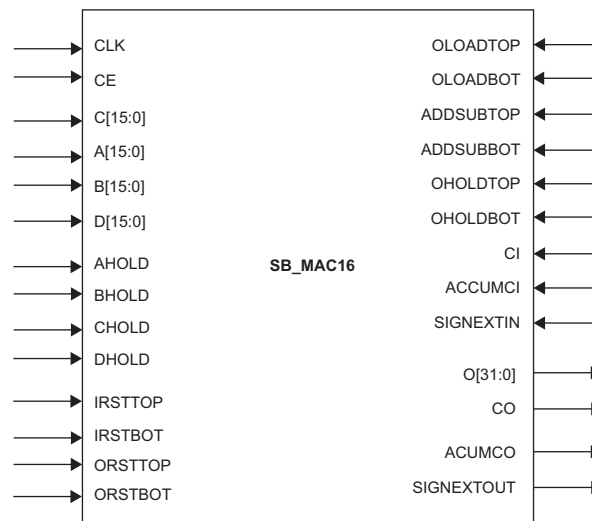 CLK
CE
C[15:0]
A[15:0]
B[15:0]
D[15:0]
AHOLD
BHOLD
CHOLD
DHOLD
IRSTTOP
IRSTBOT
ORSTTOP
ORSTBOT
SB_MAC16
OLOADTOP
OLOADBOT
ADDSUBTOP
ADDSUBBOT
OHOLDTOP
OHOLDBOT
CI
ACCUMCI
SIGNEXTIN
O[31:0]
CO
ACUMCO
SIGNEXTOUT